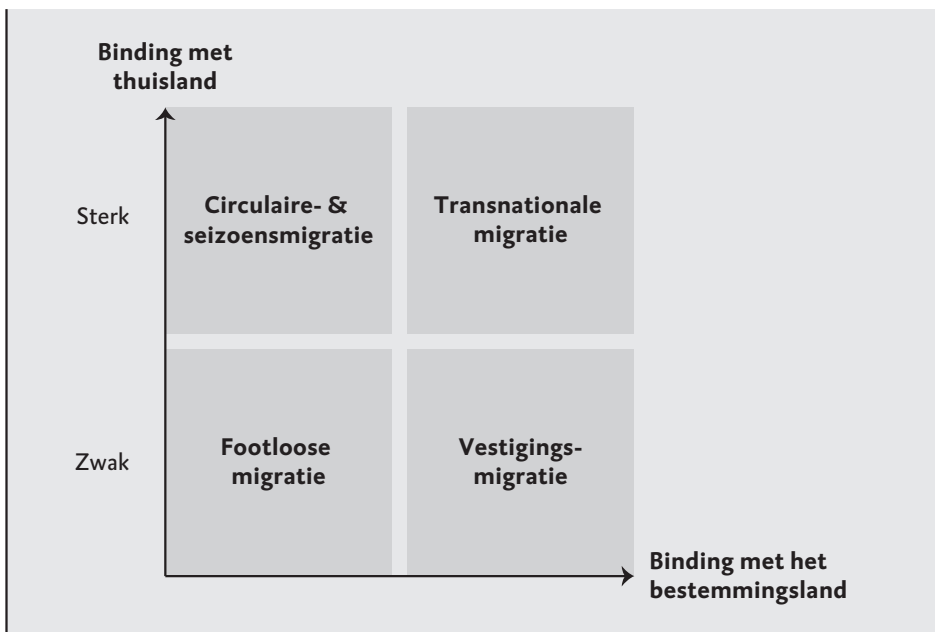 Binding met
thuisland
Sterk
Circulaire- &
seizoensmigratie
Transnationale
migratie
Zwak
Footloose
migratie
Vestigings-
migratie
Binding met het
bestemmingsland